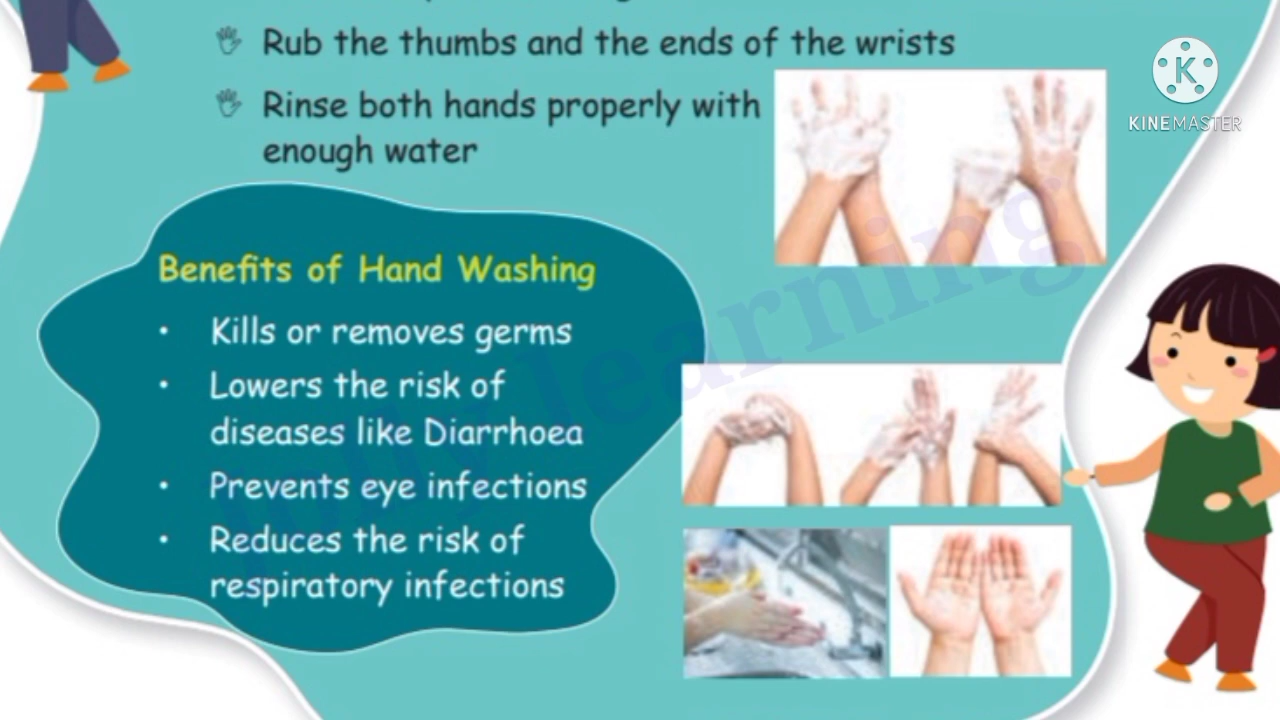 Rub the thumbs and the ends of the wrists
Rinse both hands properly with
enough water
K
KINEMASTER
Benefits of Hand Washing
• Kills or removes germs
• Lowers the risk of
diseases like Diarrhoea
• Prevents eye infections
• Reduces the risk of
respiratory infections
jolly learning